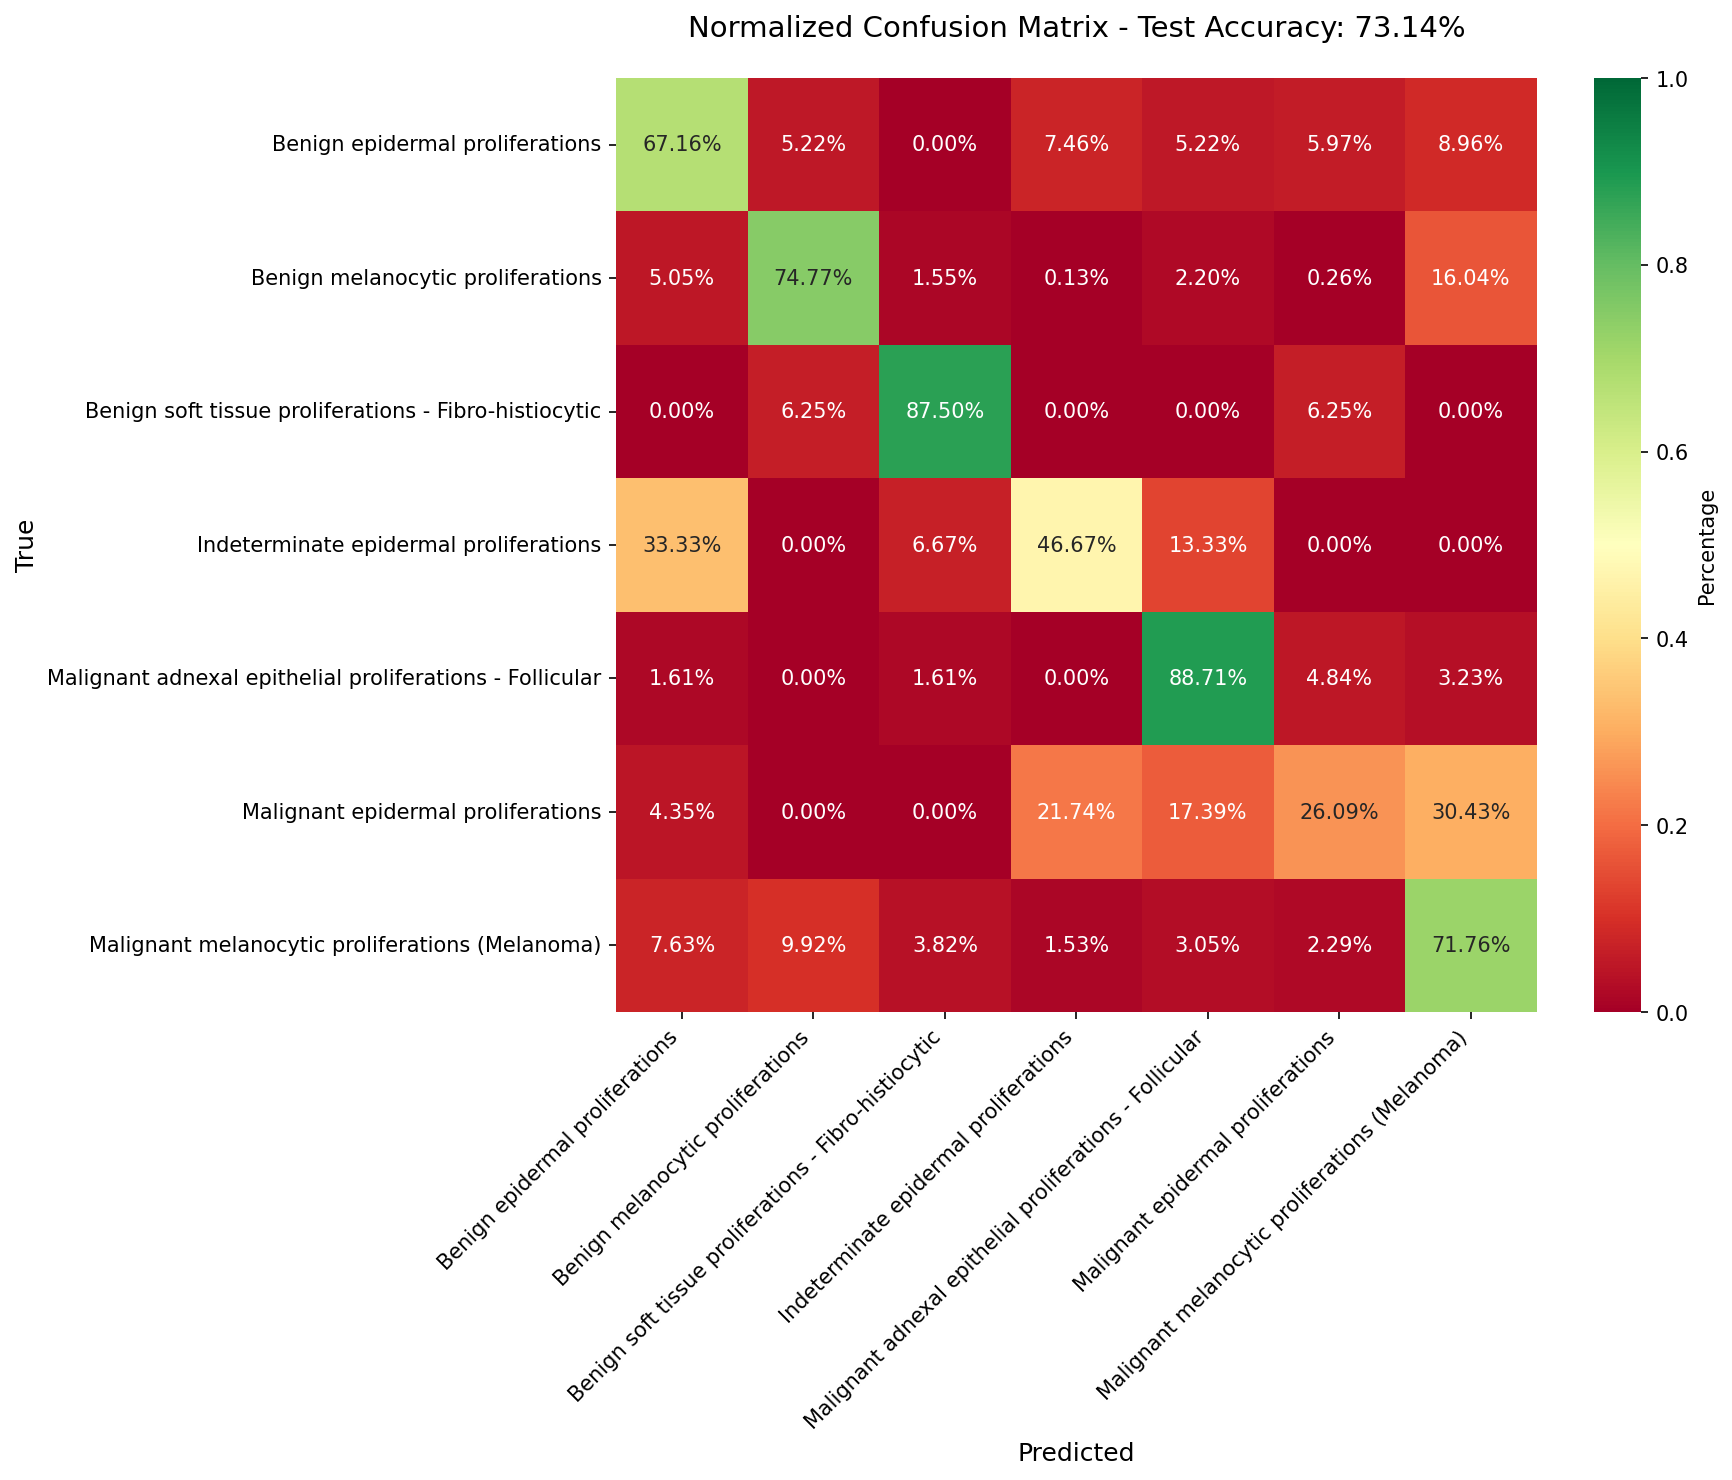 Normalized Confusion Matrix - Test Accuracy: 73.14%
Benign epidermal proliferations 67.16% 5.22% 0.00% 7.46% 5.22% 5.97% 8.96%
Benign melanocytic proliferations 5.05% 74.77% 1.55% 0.13% 2.20% 0.26% 16.04%
Benign soft tissue proliferations - Fibro-histiocytic 0.00% 6.25% 87.50% 0.00% 0.00% 6.25% 0.00%
Indeterminate epidermal proliferations 33.33% 0.00% 6.67% 46.67% 13.33% 0.00% 0.00%
Malignant adnexal epithelial proliferations - Follicular 1.61% 0.00% 1.61% 0.00% 88.71% 4.84% 3.23%
Malignant epidermal proliferations 4.35% 0.00% 0.00% 21.74% 17.39% 26.09% 30.43%
Malignant melanocytic proliferations (Melanoma) 7.63% 9.92% 3.82% 1.53% 3.05% 2.29% 71.76%
True
Benign epidermal proliferations
Benign melanocytic proliferations
Benign soft tissue proliferations - Fibro-histiocytic
Indeterminate epidermal proliferations
Malignant adnexal epithelial proliferations - Follicular
Malignant epidermal proliferations
Malignant melanocytic proliferations (Melanoma)
Predicted
1.0
0.8
0.6
0.4
0.2
0.0
Percentage